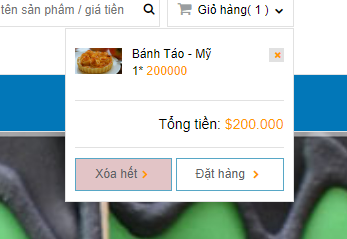 tên sản phẩm / giá tiền
Giỏ hàng( 1 )
Bánh Táo - Mỹ
1* 200000
Tổng tiền: $200.000
Xóa hết
Đặt hàng